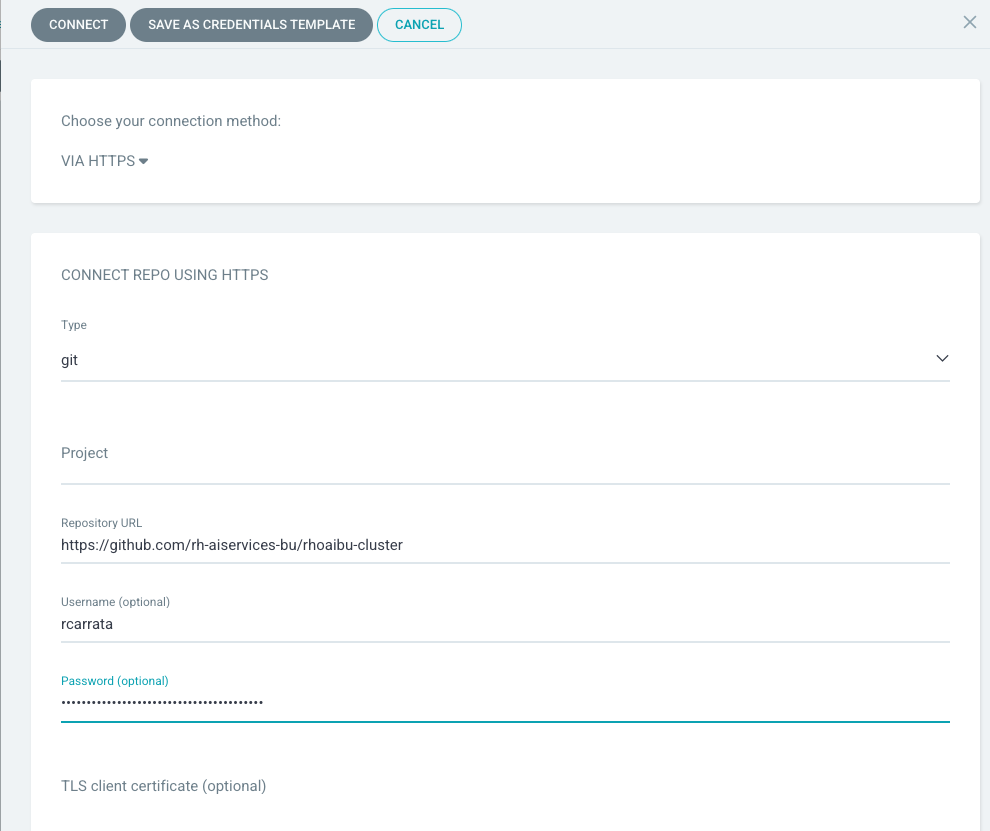 CONNECT SAVE AS CREDENTIALS TEMPLATE CANCEL
Choose your connection method:
VIA HTTPS
CONNECT REPO USING HTTPS
Type
git
Project
Repository URL
https://github.com/rh-aiservices-bu/rhoaibu-cluster
Username (optional)
rcarrata
Password (optional)
••••••••••••••••••••••••••••••••••••••••
TLS client certificate (optional)